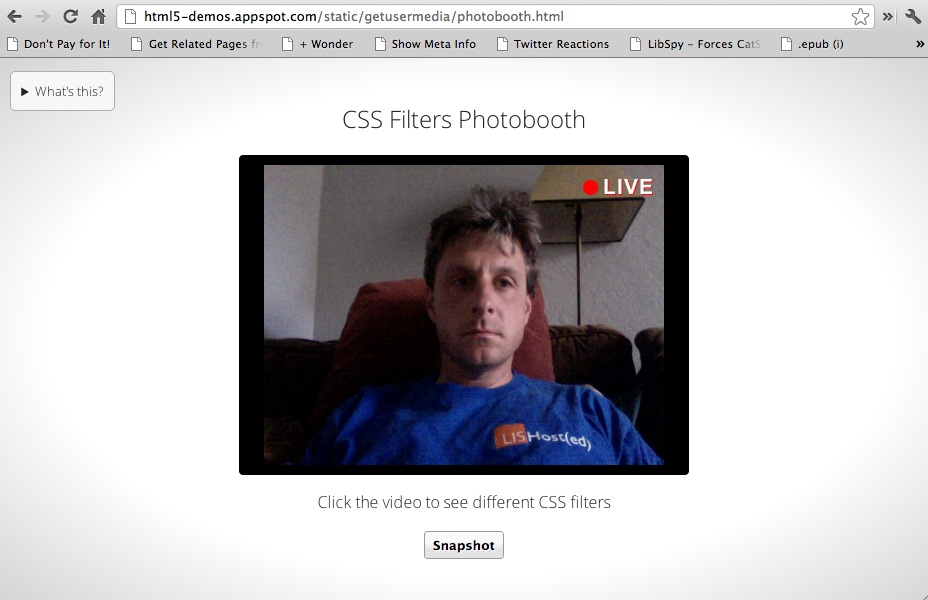 html5-demos.appspot.com/static/getusermedia/photobooth.html
Don't Pay for It! Get Related Pages fr + Wonder Show Meta Info Twitter Reactions LibSpy – Forces CatS .epub (i)
What's this?
CSS Filters Photobooth
LIVE
LISHost(ed)
Click the video to see different CSS filters
Snapshot